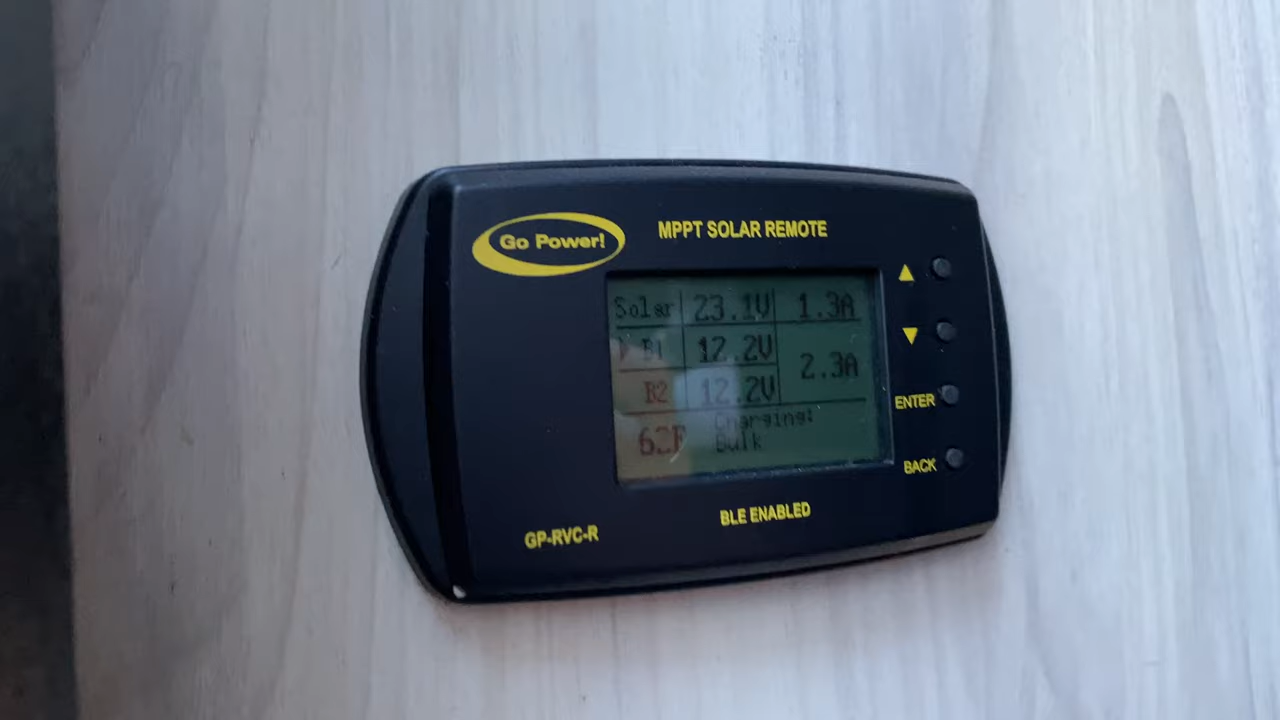 Go Power!
MPPT SOLAR REMOTE
Solar 23.1V 1.3A
B1 12.2V
2.3A
B2 12.2V
Charging:
Bulk
ENTER
BACK
BLE ENABLED
GP-RVC-R